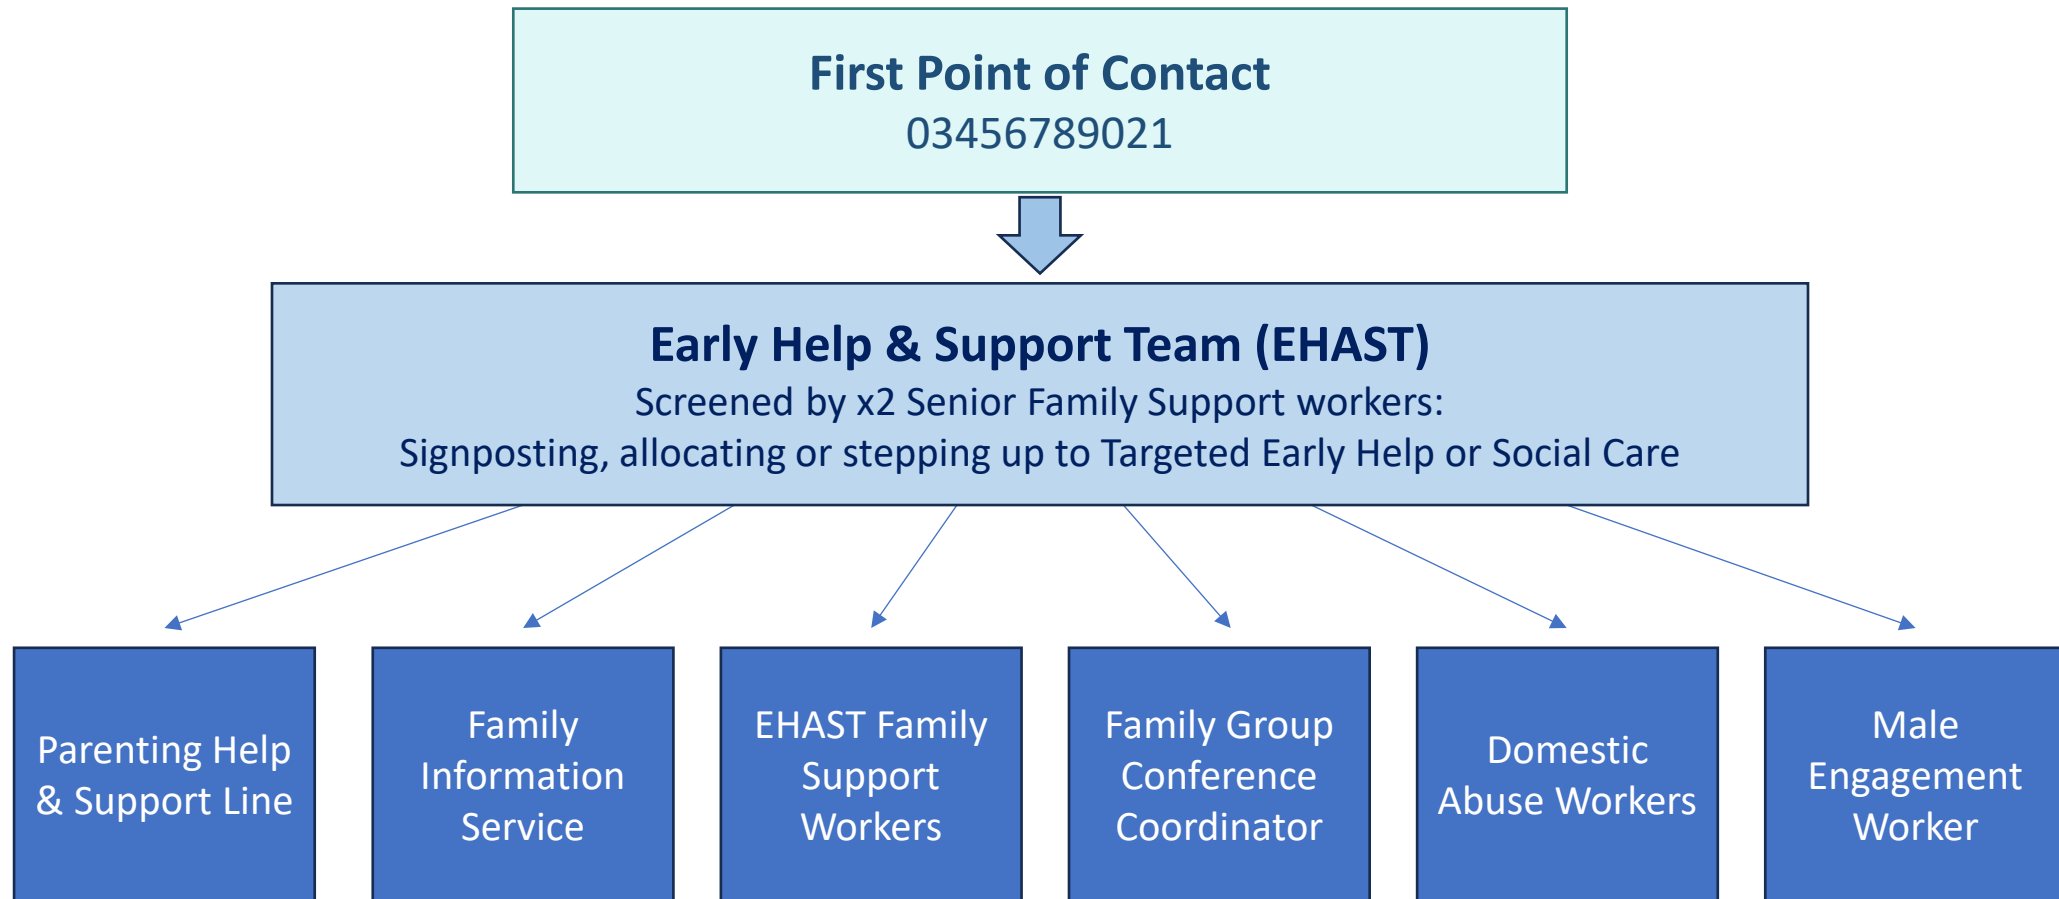 First Point of Contact
03456789021
Early Help & Support Team (EHAST)
Screened by x2 Senior Family Support workers:
Signposting, allocating or stepping up to Targeted Early Help or Social Care
Parenting Help
& Support Line
Family
Information
Service
EHAST Family
Support
Workers
Family Group
Conference
Coordinator
Domestic
Abuse Workers
Male
Engagement
Worker